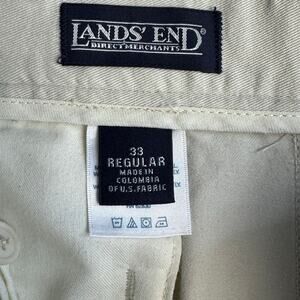 LANDS' END®
DIRECT MERCHANTS
33
REGULAR
MADE IN
COLOMBIA
OF U.S. FABRIC